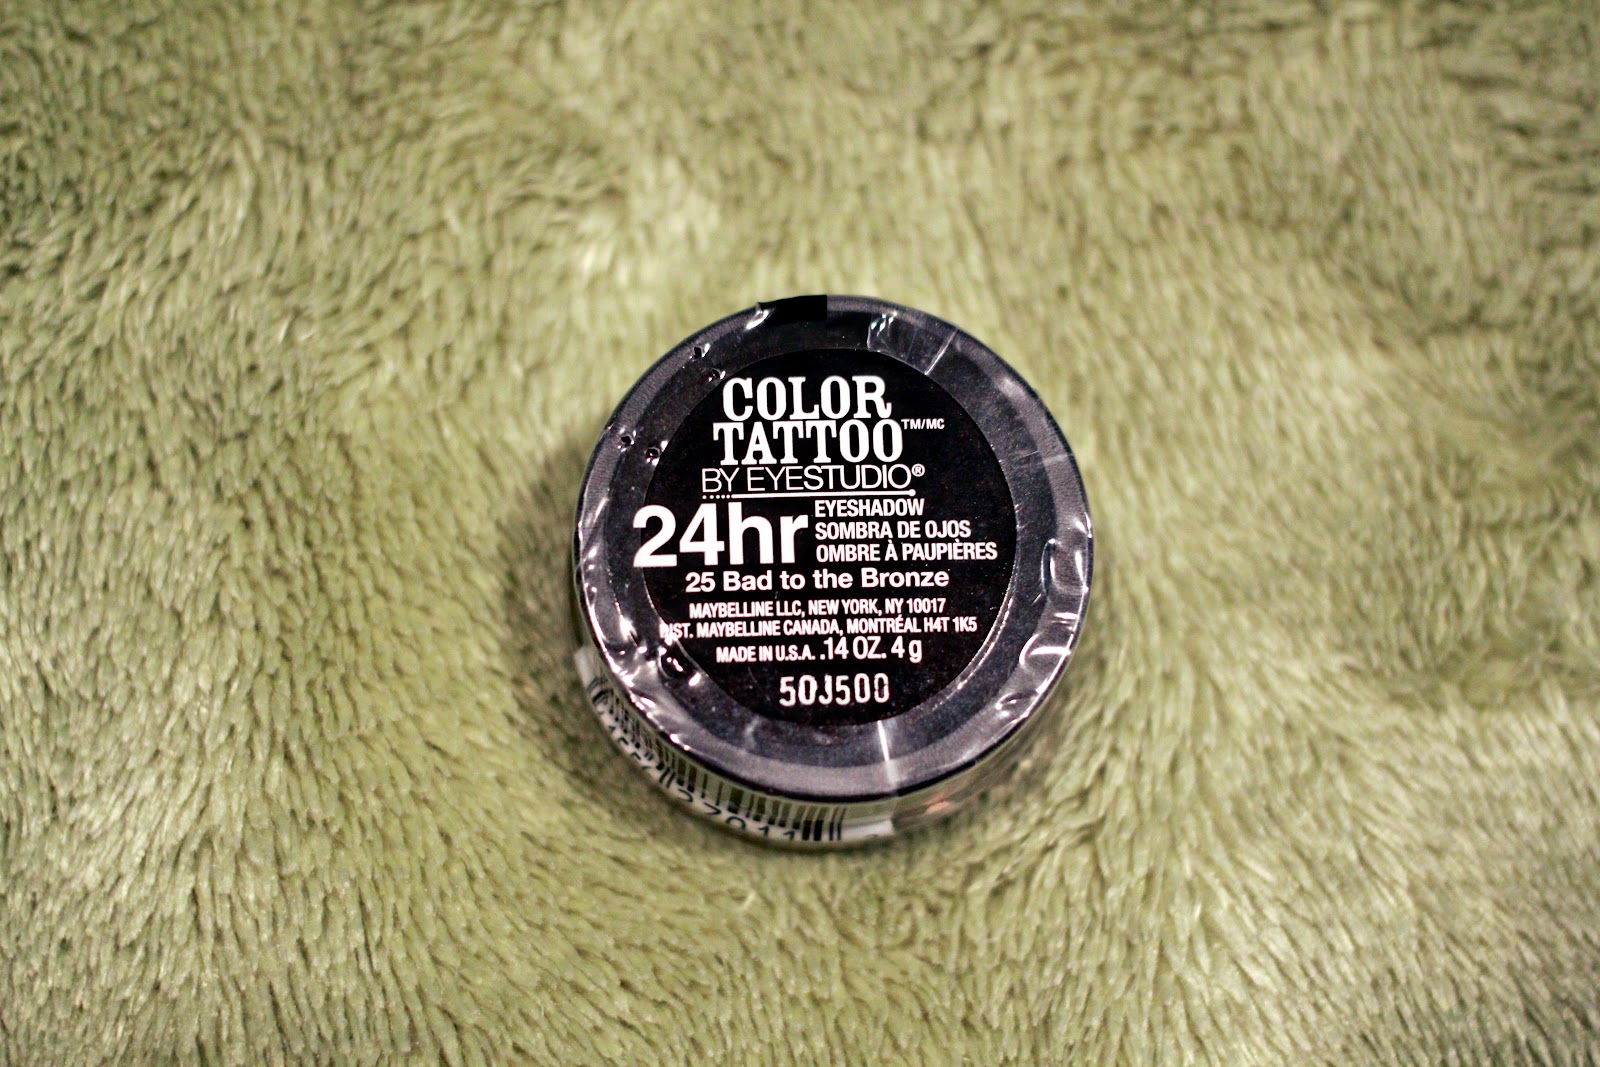 COLOR
TATTOO™/MC
BY EYESTUDIO®
24hr
EYESHADOW
SOMBRA DE OJOS
OMBRE À PAUPIÈRES
25 Bad to the Bronze
MAYBELLINE LLC, NEW YORK, NY 10017
DIST. MAYBELLINE CANADA, MONTRÉAL H4T 1K5
MADE IN U.S.A. .14 OZ. 4 g
50J500